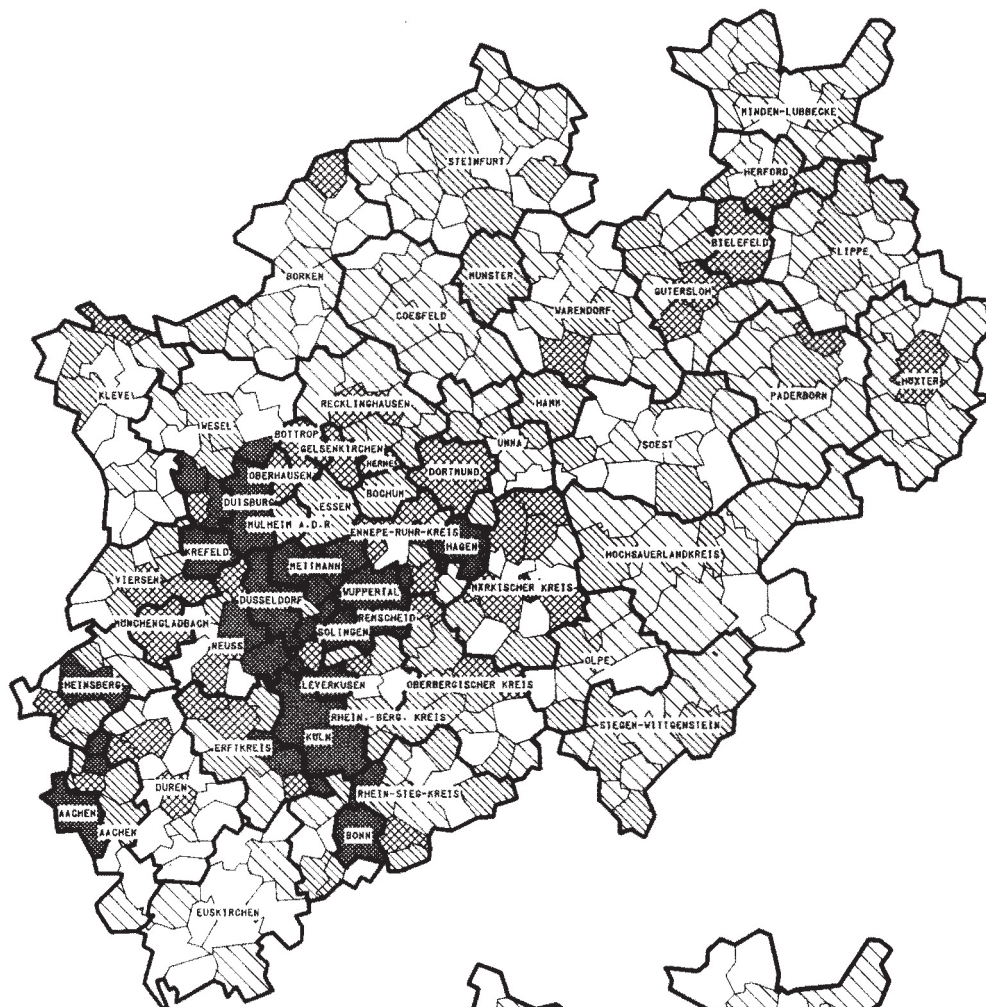 MINDEN-LUBBECKE
STEINFURT
HERFORD
BIELEFELD
LIPPE
BORKEN
MUNSTER
GUTERSLOH
COESFELD
WARENDORF
HOXTER
KLEVE
PADERBORN
RECKLINGHAUSEN
HAMM
WESEL
BOTTROP
UNNA
SOEST
GELSENKIRCHEN
HERNE
OBERHAUSEN
DORTMUND
BOCHUM
DUISBURG
ESSEN
MULHEIM A.D.R
ENNEPE-RUHR-KREIS
HAGEN
KREFELD
HOCHSAUERLANDKREIS
METTMANN
VIERSEN
MARKISCHER KREIS
WUPPERTAL
DUSSELDORF
REMSCHEID
MONCHENGLADBACH
SOLINGEN
NEUSS
OLPE
HEINSBERG
LEVERKUSEN
OBERBERGISCHER KREIS
RHEIN.-BERG. KREIS
SIEGEN-WITTGENSTEIN
KOLN
ERFTKREIS
DUREN
RHEIN-SIEG-KREIS
AACHEN
AACHEN
BONN
EUSKIRCHEN